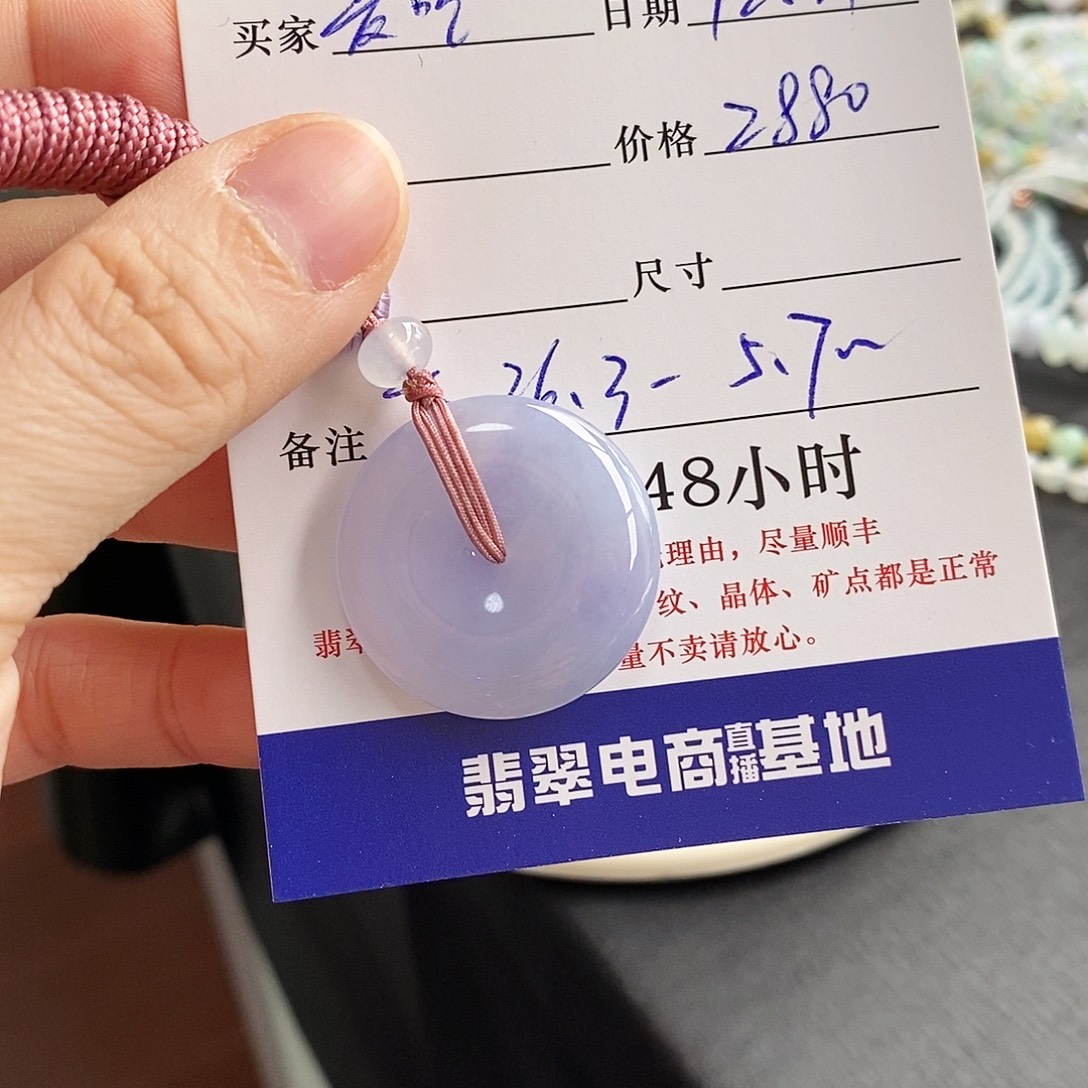 买家 日期
价格 2880
尺寸
26.3-5.7
备注
48小时
理由，尽量顺丰
纹、晶体、矿点都是正常
翡 量不卖请放心。
翡翠电商直播基地